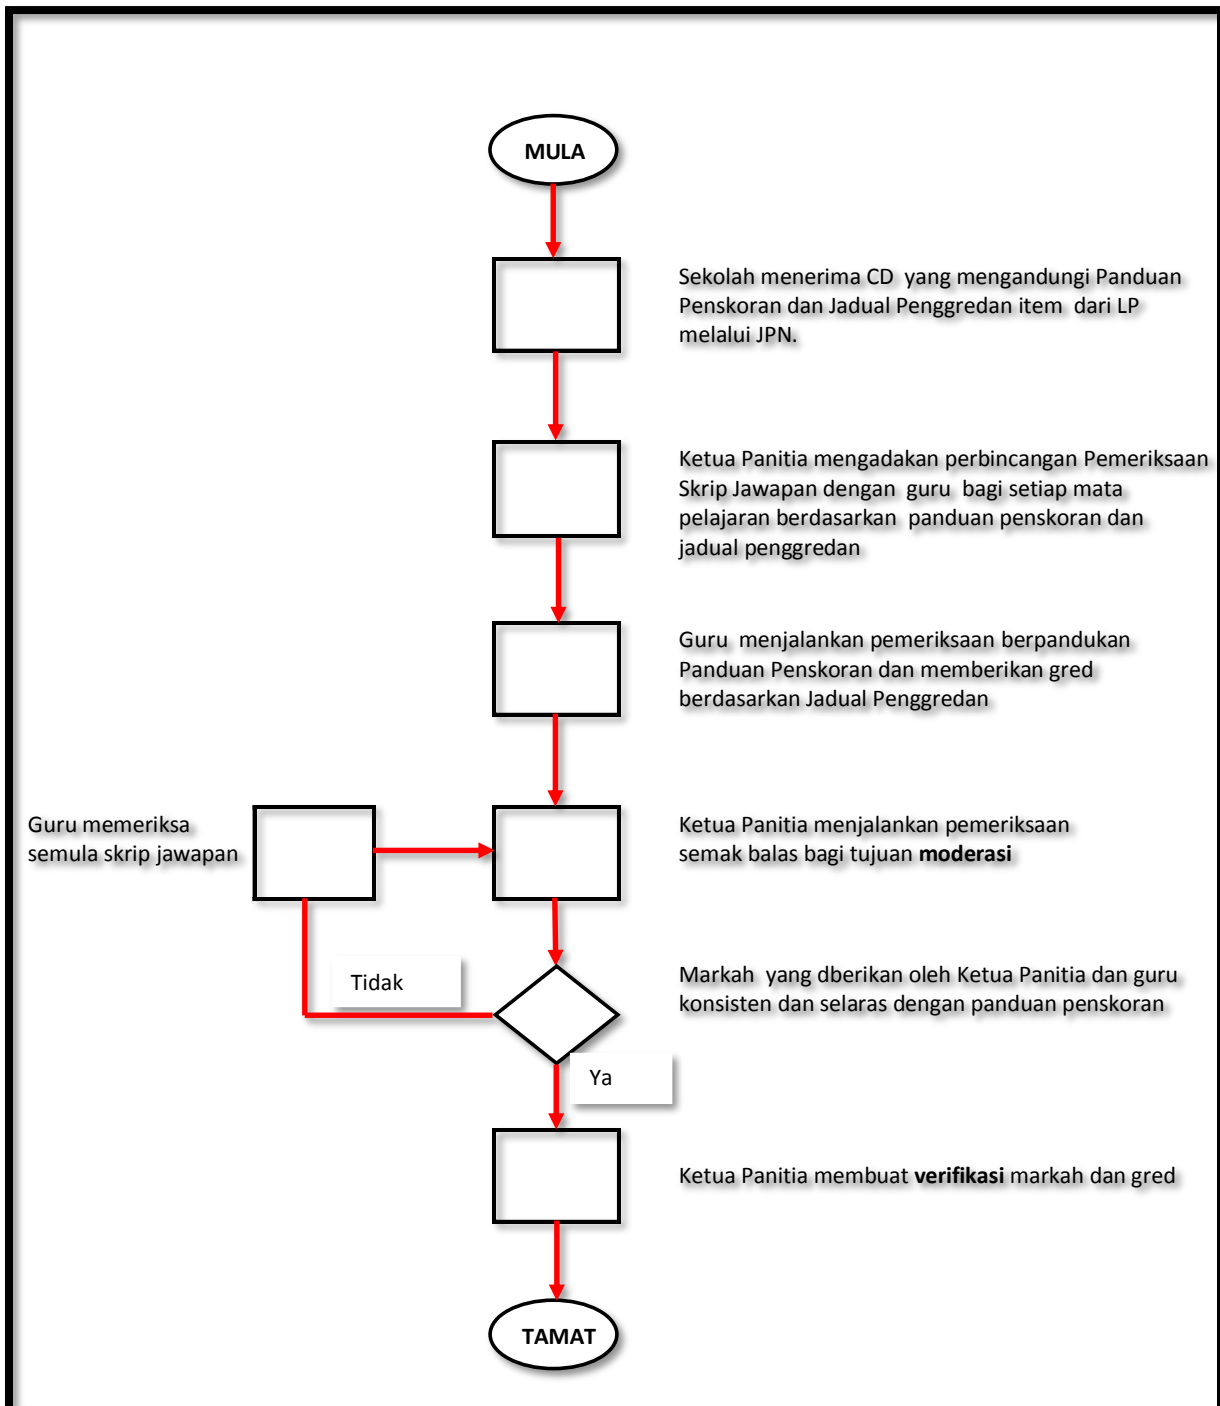 MULA
Sekolah menerima CD yang mengandungi Panduan
Penskoran dan Jadual Penggredan item dari LP
melalui JPN.
Ketua Panitia mengadakan perbincangan Pemeriksaan
Skrip Jawapan dengan guru bagi setiap mata
pelajaran berdasarkan panduan penskoran dan
jadual penggredan
Guru menjalankan pemeriksaan berpandukan
Panduan Penskoran dan memberikan gred
berdasarkan Jadual Penggredan
Guru memeriksa
semula skrip jawapan
Ketua Panitia menjalankan pemeriksaan
semak balas bagi tujuan moderasi
Tidak
Markah yang dberikan oleh Ketua Panitia dan guru
konsisten dan selaras dengan panduan penskoran
Ya
Ketua Panitia membuat verifikasi markah dan gred
TAMAT